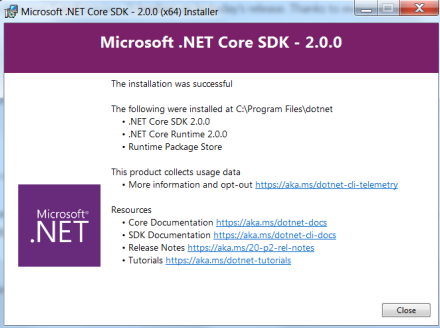 Microsoft .NET Core SDK - 2.0.0 (x64) Installer
day's release. Thanks to
Microsoft .NET Core SDK - 2.0.0
The installation was successful
The following were installed at C:\Program Files\dotnet
• .NET Core SDK 2.0.0
• .NET Core Runtime 2.0.0
• Runtime Package Store
This product collects usage data
• More information and opt-out https://aka.ms/dotnet-cli-telemetry
Microsoft®
.NET
Resources
• Core Documentation https://aka.ms/dotnet-docs
• SDK Documentation https://aka.ms/dotnet-cli-docs
• Release Notes https://aka.ms/20-p2-rel-notes
• Tutorials https://aka.ms/dotnet-tutorials
Close